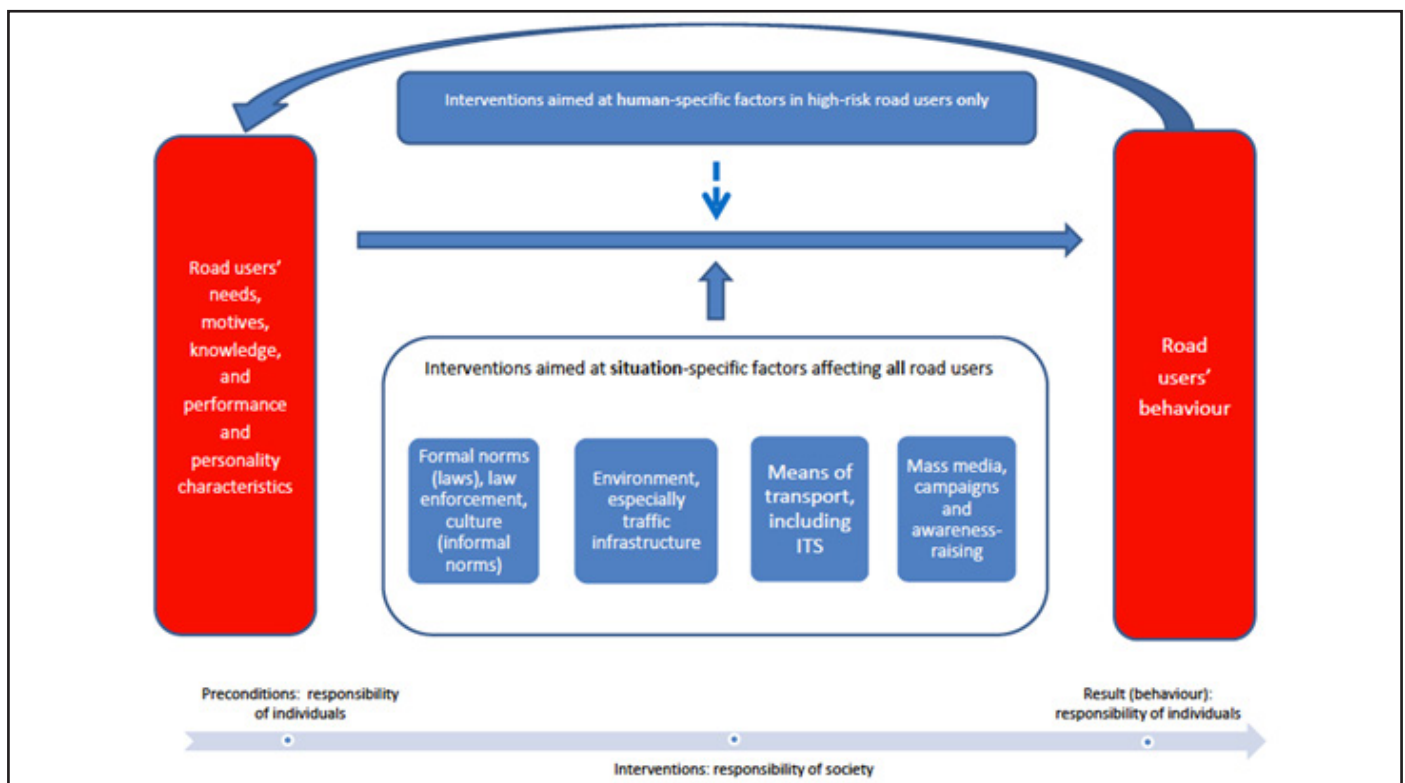 Interventions aimed at human-specific factors in high-risk road users only
Road users’
needs,
motives,
knowledge,
and
performance
and
personality
characteristics
Road
users’
behaviour
Interventions aimed at situation-specific factors affecting all road users
Formal norms
(laws), law
enforcement,
culture
(informal
norms)
Environment,
especially
traffic
infrastructure
Means of
transport,
including
ITS
Mass media,
campaigns
and
awareness-
raising
Preconditions: responsibility
of individuals
Result (behaviour):
responsibility of individuals
Interventions: responsibility of society